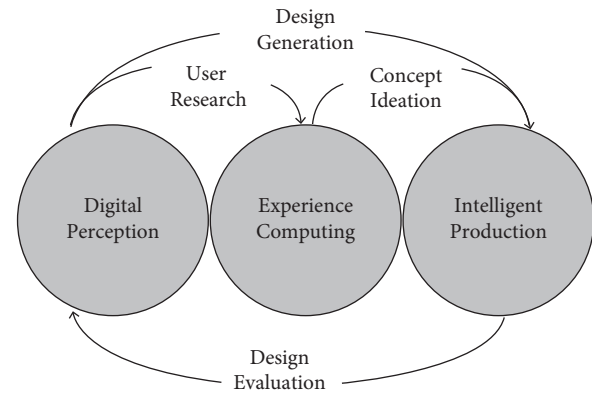 Design
Generation
User
Research
Concept
Ideation
Digital
Perception
Experience
Computing
Intelligent
Production
Design
Evaluation